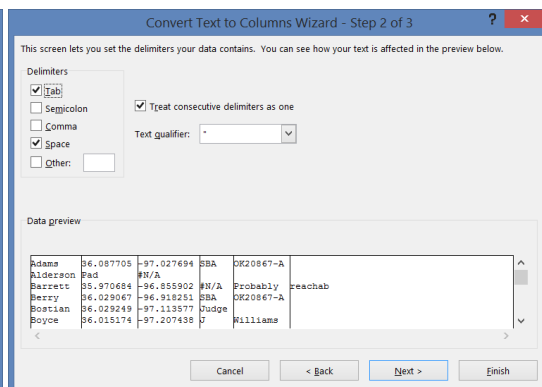 Convert Text to Columns Wizard - Step 2 of 3
This screen lets you set the delimiters your data contains. You can see how your text is affected in the preview below.
Delimiters
Tab
Semicolon
Comma
Space
Other:
Treat consecutive delimiters as one
Text qualifier: "
Data preview
Adams 36.087705 -97.027694 SBA OK20867-A
Alderson Pad #N/A
Barrett 35.970684 -96.855902 #N/A Probably reachab
Berry 36.029067 -96.918251 SBA OK20867-A
Bostian 36.029249 -97.113577 Judge
Boyce 36.015174 -97.207438 J Williams
Cancel < Back Next > Finish